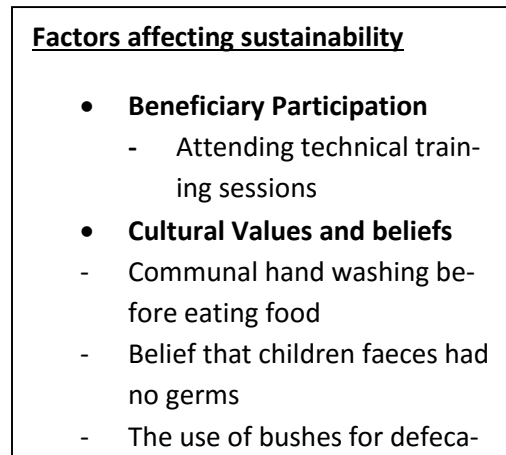 Factors affecting sustainability
• Beneficiary Participation
- Attending technical train-
ing sessions
• Cultural Values and beliefs
- Communal hand washing be-
fore eating food
- Belief that children faeces had
no germs
- The use of bushes for defeca-